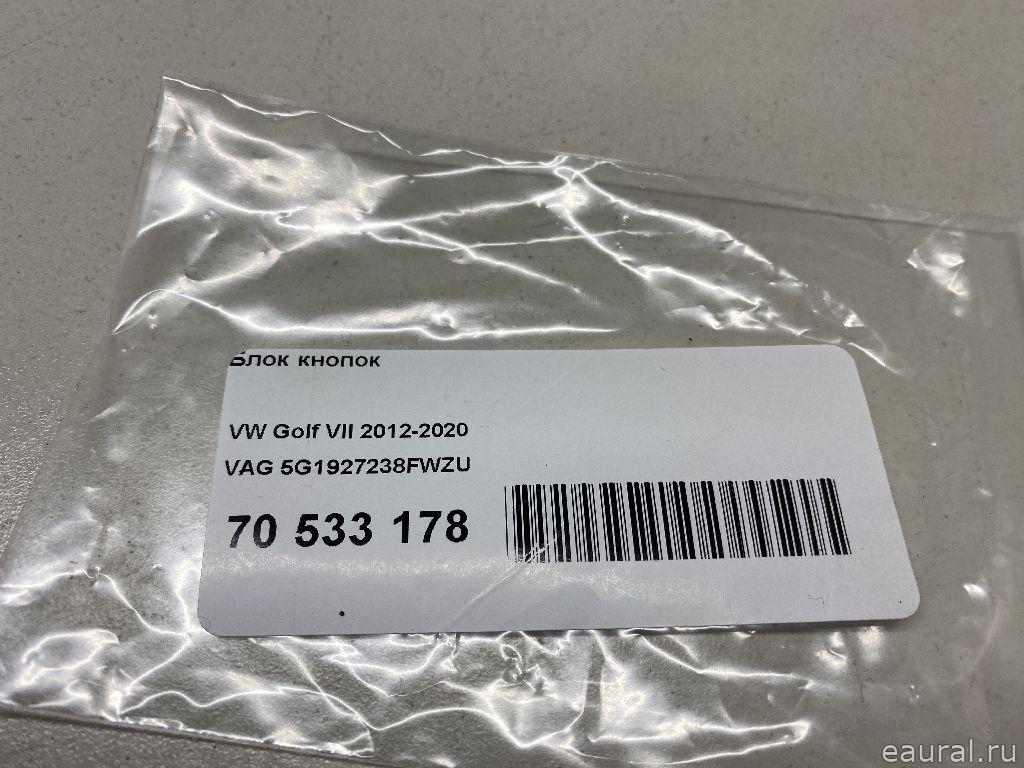 Блок кнопок
VW Golf VII 2012-2020
VAG 5G1927238FWZU
70 533 178
eaural.ru